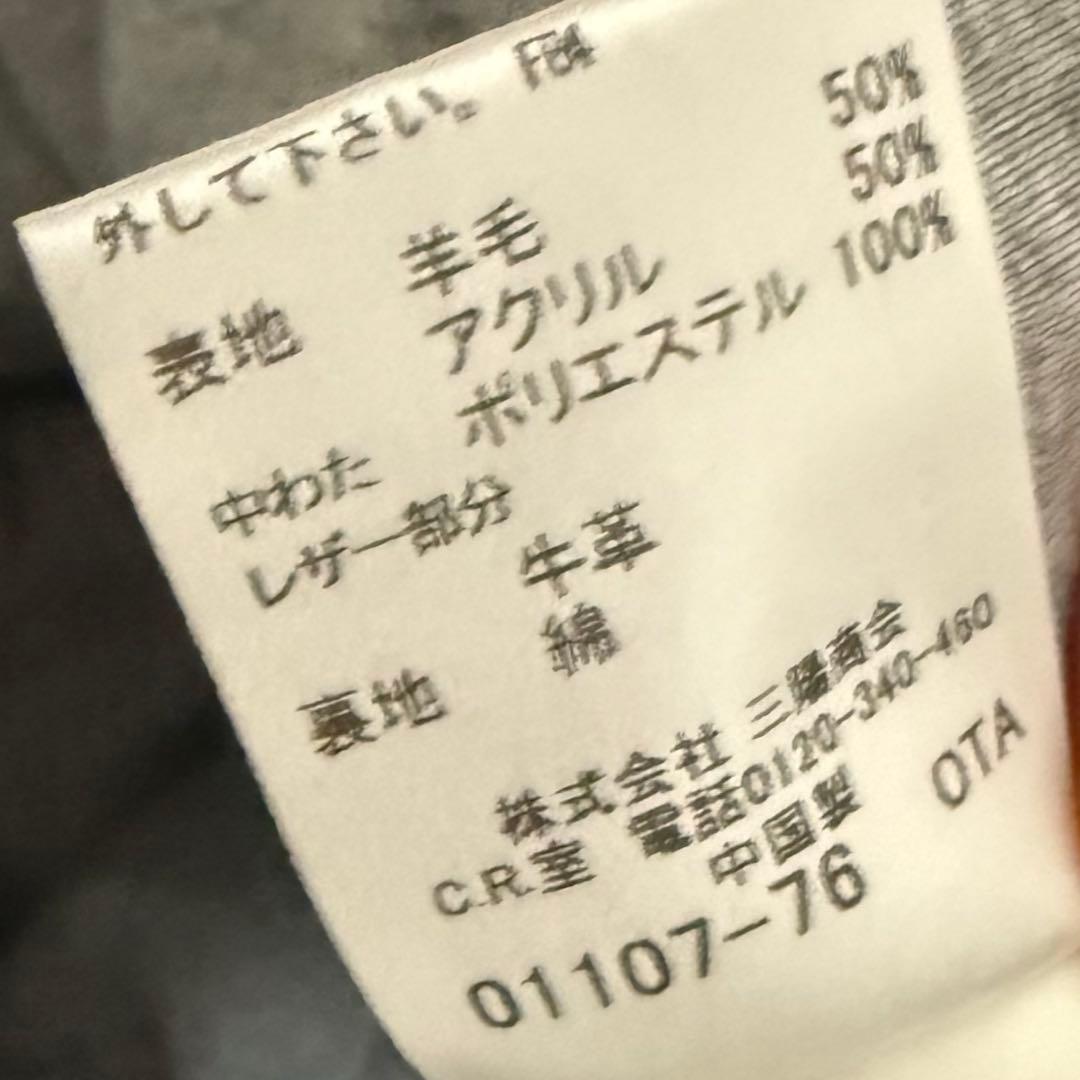 外して下さい。 F84
表地 羊毛 50%
アクリル 50%
中わた ポリエステル 100%
レザー部分
牛革
裏地 綿
株式会社 三陽商会
C.R.室 電話0120-340-460
中国製 OTA
01107-76